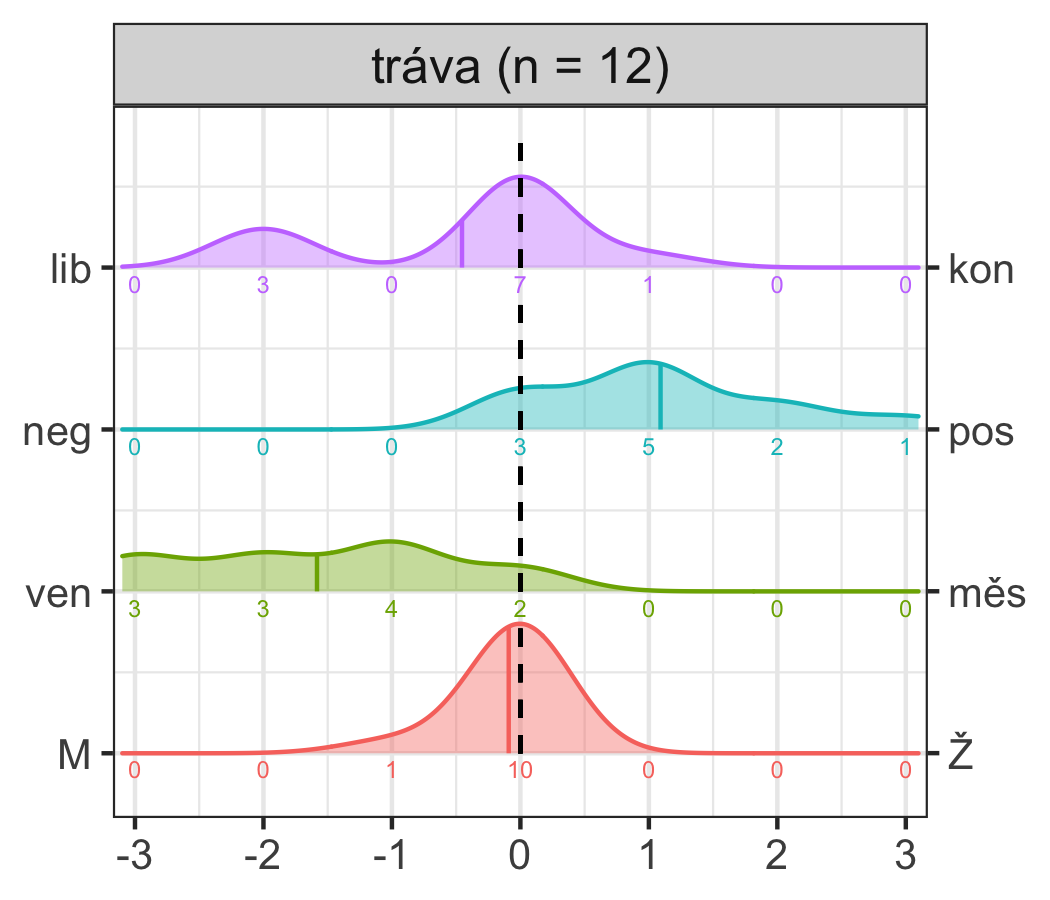 tráva (n = 12)
lib kon
0 3 0 7 1 0 0
neg pos
0 0 0 3 5 2 1
ven měs
3 3 4 2 0 0 0
M Ž
0 0 1 10 0 0 0
-3 -2 -1 0 1 2 3